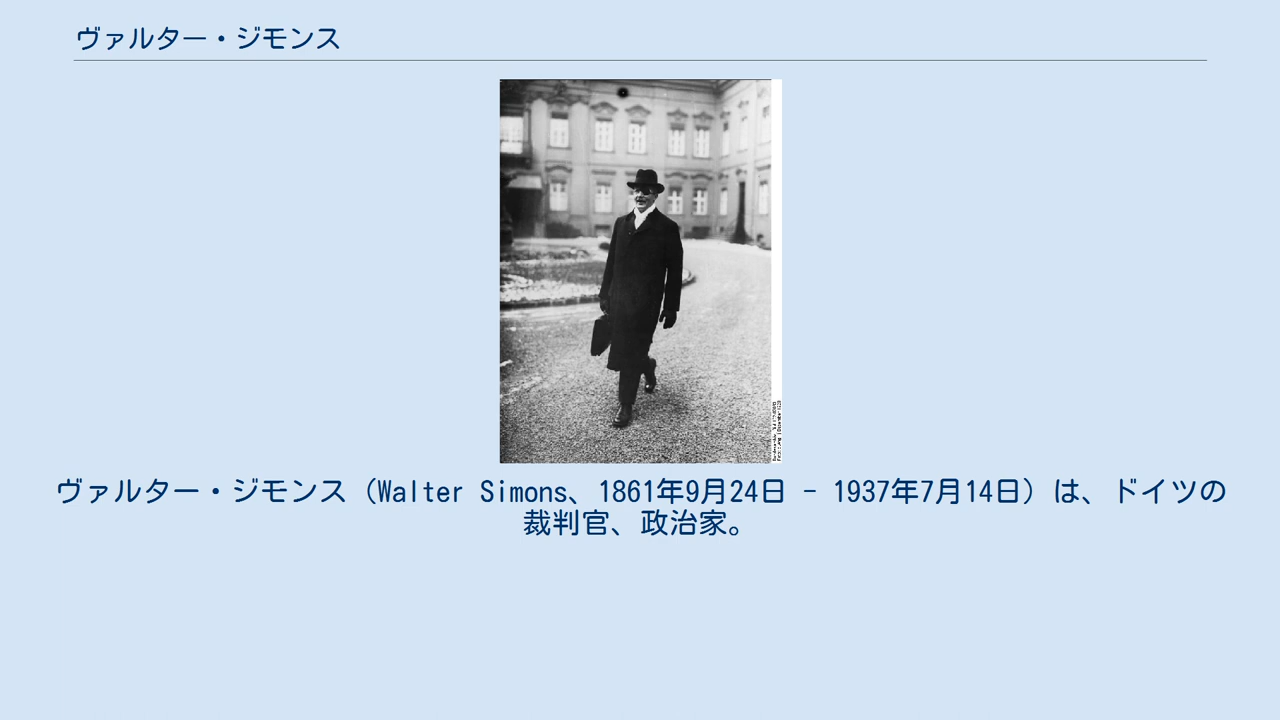 ヴァルター・ジモンス
ヴァルター・ジモンス（Walter Simons、1861年9月24日 - 1937年7月14日）は、ドイツの
裁判官、政治家。